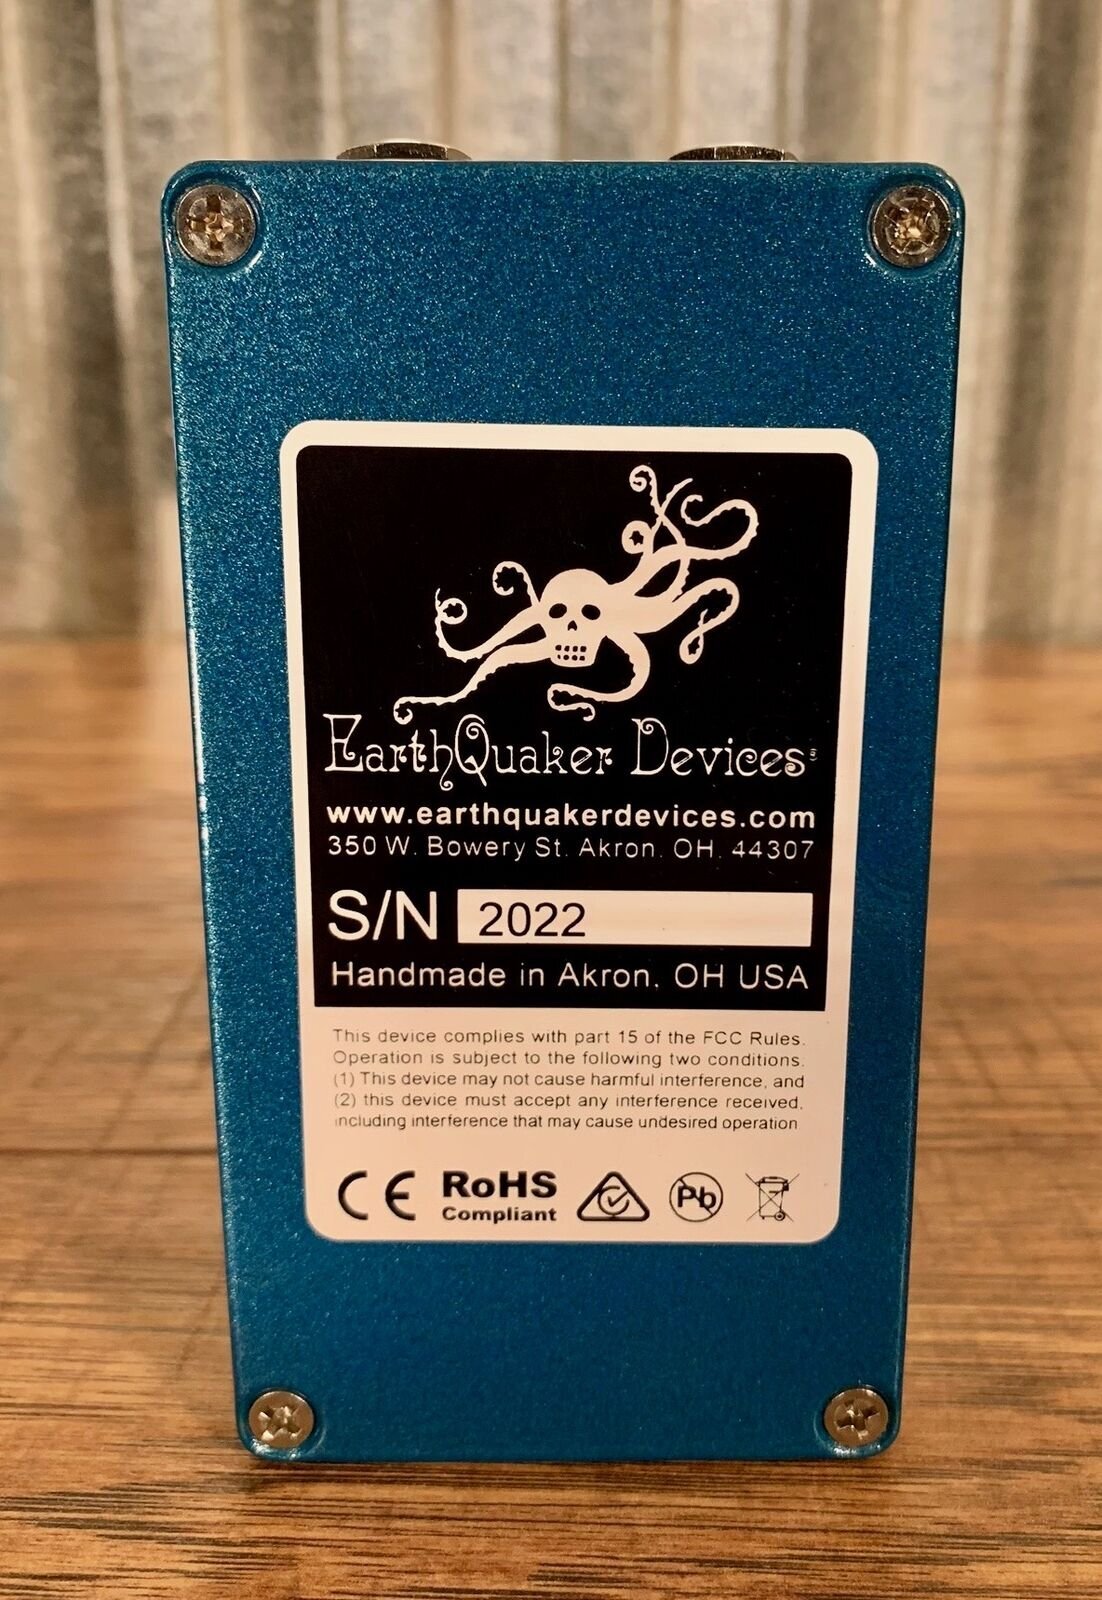 EarthQuaker Devices
www.earthquakerdevices.com
350 W. Bowery St. Akron, OH, 44307
S/N 2022
Handmade in Akron, OH USA
This device complies with part 15 of the FCC Rules.
Operation is subject to the following two conditions:
(1) This device may not cause harmful interference, and
(2) this device must accept any interference received,
including interference that may cause undesired operation
CE RoHS Pb
Compliant